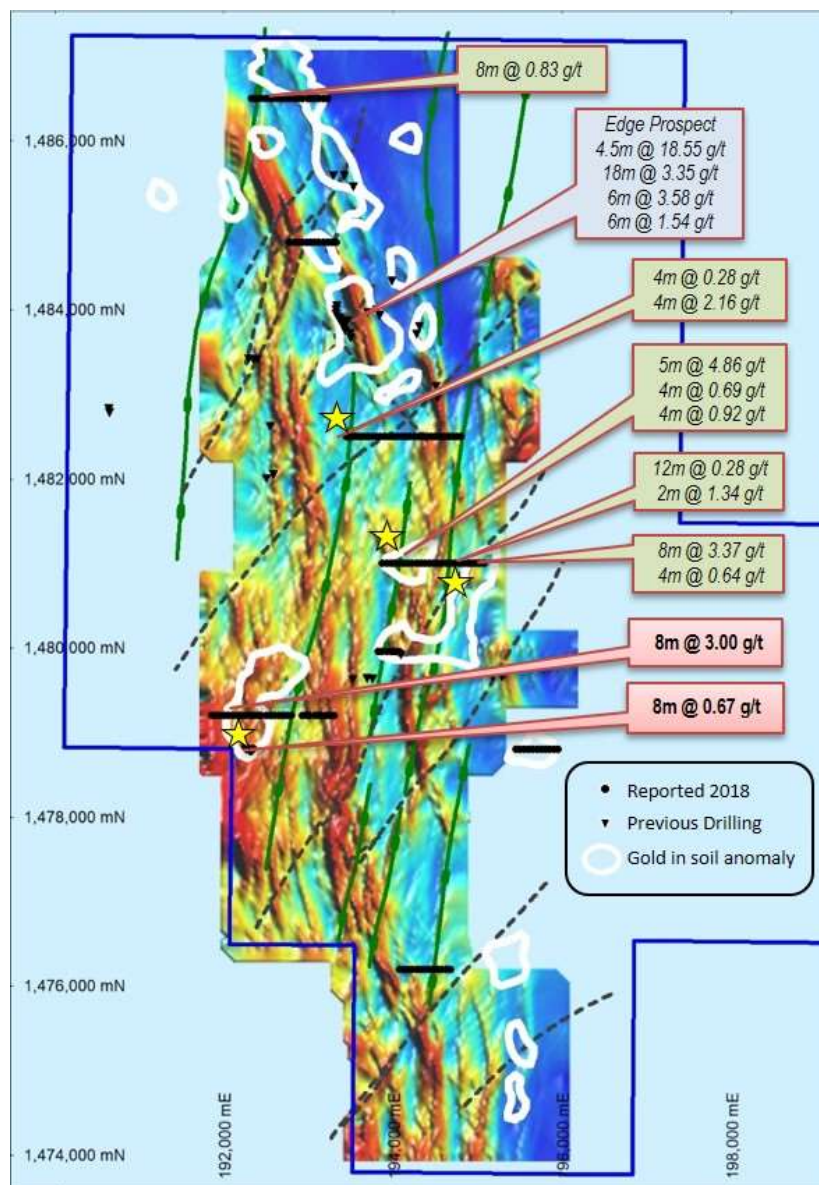 8m @ 0.83 g/t
1,486,000 mN
Edge Prospect
4.5m @ 18.55 g/t
18m @ 3.35 g/t
6m @ 3.58 g/t
6m @ 1.54 g/t
1,484,000 mN
4m @ 0.28 g/t
4m @ 2.16 g/t
5m @ 4.86 g/t
4m @ 0.69 g/t
4m @ 0.92 g/t
1,482,000 mN
12m @ 0.28 g/t
2m @ 1.34 g/t
8m @ 3.37 g/t
4m @ 0.64 g/t
1,480,000 mN
8m @ 3.00 g/t
8m @ 0.67 g/t
1,478,000 mN
Reported 2018
Previous Drilling
Gold in soil anomaly
1,476,000 mN
1,474,000 mN
192,000 mE
194,000 mE
196,000 mE
198,000 mE